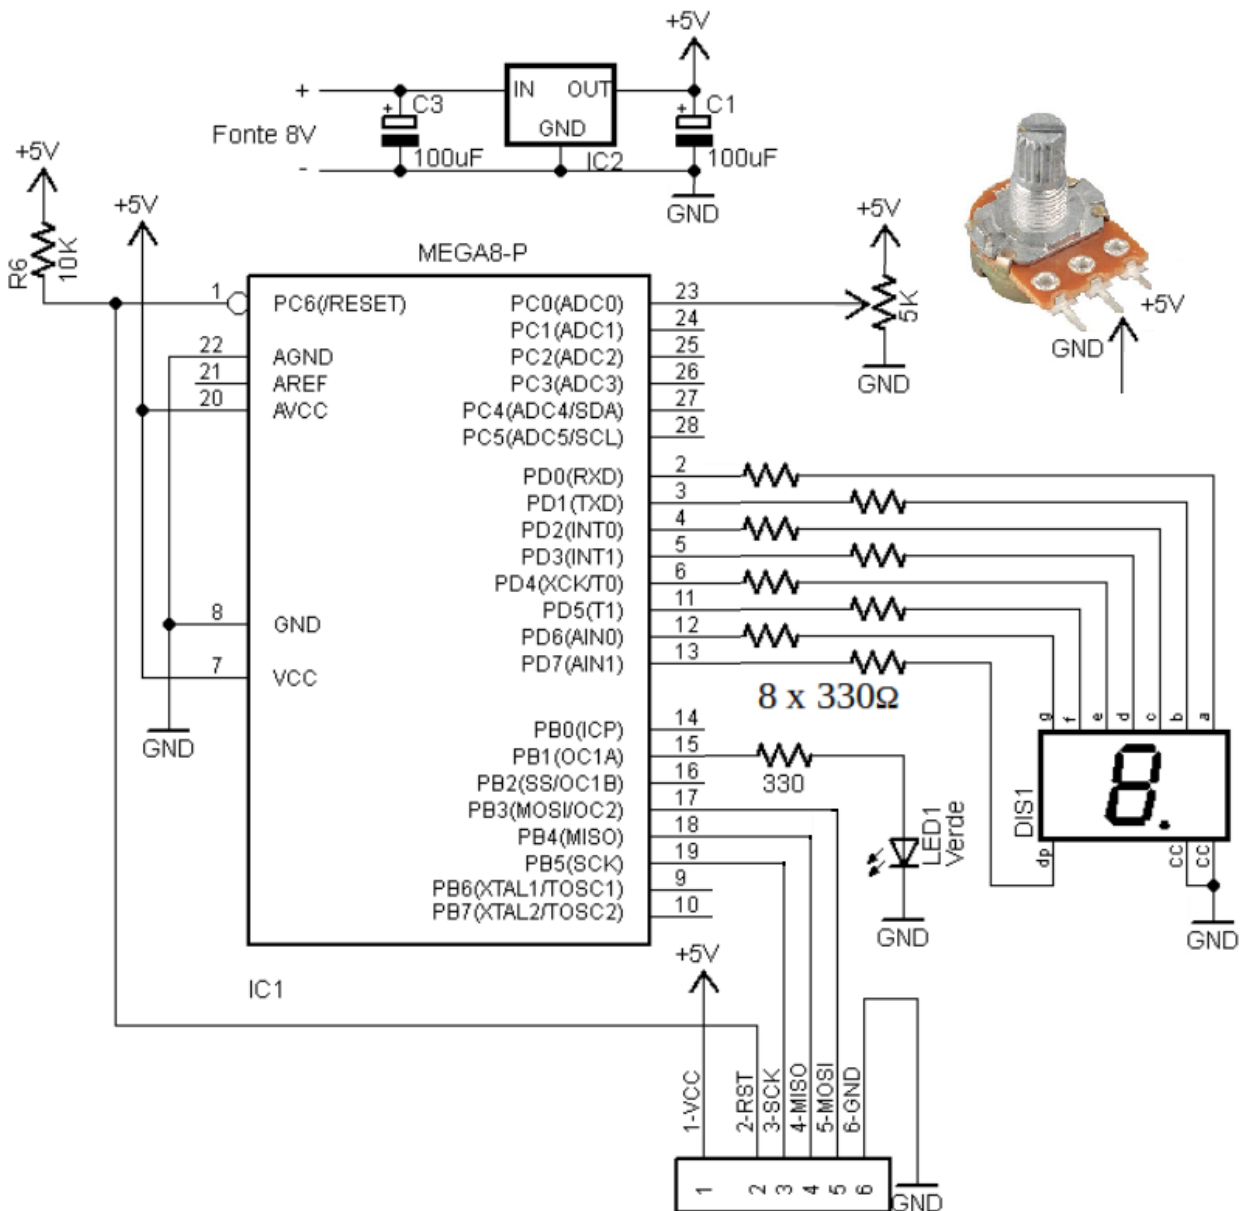 +5V
+ IN OUT
C3 C1
Fonte 8V GND
100uF IC2 100uF
-
GND
+5V
R6 10K
+5V
MEGA8-P
1 PC6(/RESET)
22 AGND
21 AREF
20 AVCC
8 GND
7 VCC
GND
PC0(ADC0) 23
PC1(ADC1) 24
PC2(ADC2) 25
PC3(ADC3) 26
PC4(ADC4/SDA) 27
PC5(ADC5/SCL) 28
PD0(RXD) 2
PD1(TXD) 3
PD2(INT0) 4
PD3(INT1) 5
PD4(XCK/T0) 6
PD5(T1) 11
PD6(AIN0) 12
PD7(AIN1) 13
PB0(ICP) 14
PB1(OC1A) 15
PB2(SS/OC1B) 16
PB3(MOSI/OC2) 17
PB4(MISO) 18
PB5(SCK) 19
PB6(XTAL1/TOSC1) 9
PB7(XTAL2/TOSC2) 10
IC1
+5V
5K
GND
+5V
GND
8 x 330Ω
330
LED1
Verde
GND
g f e d c b a
DIS1
8.
dp CC CC
GND
+5V
1-VCC
2-RST
3-SCK
4-MISO
5-MOSI
6-GND
1 2 3 4 5 6
GND